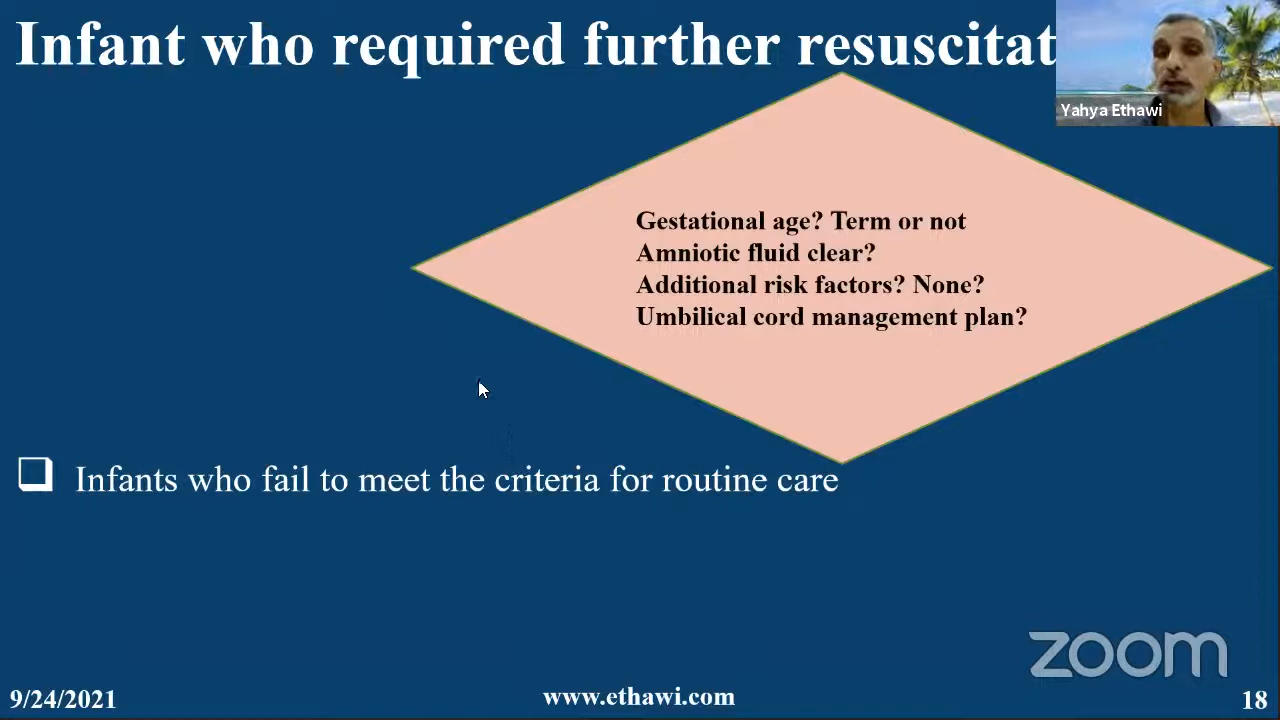 Infant who required further resuscitat
Yahya Ethawi
Gestational age? Term or not
Amniotic fluid clear?
Additional risk factors? None?
Umbilical cord management plan?
Infants who fail to meet the criteria for routine care
zoom
9/24/2021
www.ethawi.com
18